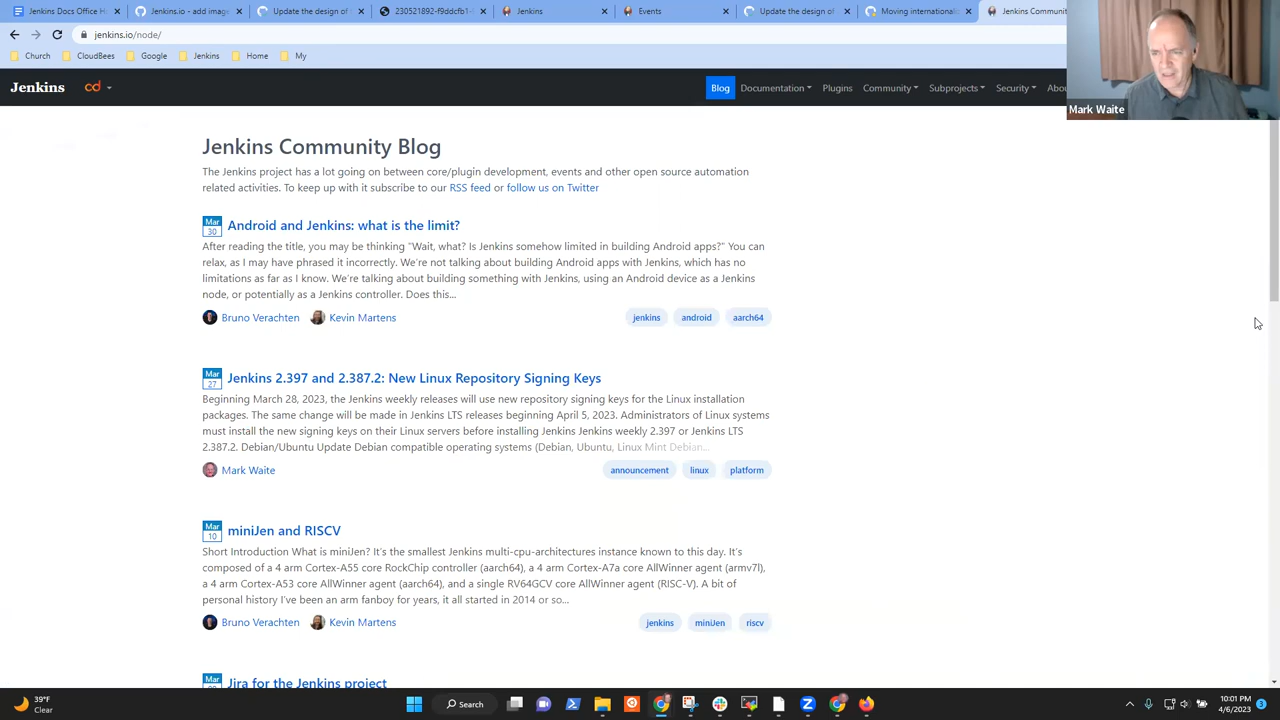 Jenkins Docs Office H
Jenkins.io - add image
Update the design of
230521892-f9ddcfb1-
Jenkins
Events
Update the design of
Moving internationali
Jenkins Commun
jenkins.io/node/
Church
CloudBees
Google
Jenkins
Home
My
Jenkins
cd
Blog
Documentation
Plugins
Community
Subprojects
Security
Abou
Mark Waite
Jenkins Community Blog
The Jenkins project has a lot going on between core/plugin development, events and other open source automation
related activities. To keep up with it subscribe to our RSS feed or follow us on Twitter
Mar
30
Android and Jenkins: what is the limit?
After reading the title, you may be thinking "Wait, what? Is Jenkins somehow limited in building Android apps?" You can
relax, as I may have phrased it incorrectly. We're not talking about building Android apps with Jenkins, which has no
limitations as far as I know. We're talking about building something with Jenkins, using an Android device as a Jenkins
node, or potentially as a Jenkins controller. Does this...
Bruno Verachten
Kevin Martens
jenkins
android
aarch64
Mar
27
Jenkins 2.397 and 2.387.2: New Linux Repository Signing Keys
Beginning March 28, 2023, the Jenkins weekly releases will use new repository signing keys for the Linux installation
packages. The same change will be made in Jenkins LTS releases beginning April 5, 2023. Administrators of Linux systems
must install the new signing keys on their Linux servers before installing Jenkins Jenkins weekly 2.397 or Jenkins LTS
2.387.2. Debian/Ubuntu Update Debian compatible operating systems (Debian, Ubuntu, Linux Mint Debian...
Mark Waite
announcement
linux
platform
Mar
10
miniJen and RISCV
Short Introduction What is miniJen? It's the smallest Jenkins multi-cpu-architectures instance known to this day. It's
composed of a 4 arm Cortex-A55 core RockChip controller (aarch64), a 4 arm Cortex-A7a core AllWinner agent (armv7l),
a 4 arm Cortex-A53 core AllWinner agent (aarch64), and a single RV64GCV core AllWinner agent (RISC-V). A bit of
personal history I've been an arm fanboy for years, it all started in 2014 or so...
Bruno Verachten
Kevin Martens
jenkins
miniJen
riscv
Mar
Jira for the Jenkins project
39°F
Clear
Search
10:01 PM
4/6/2023
3